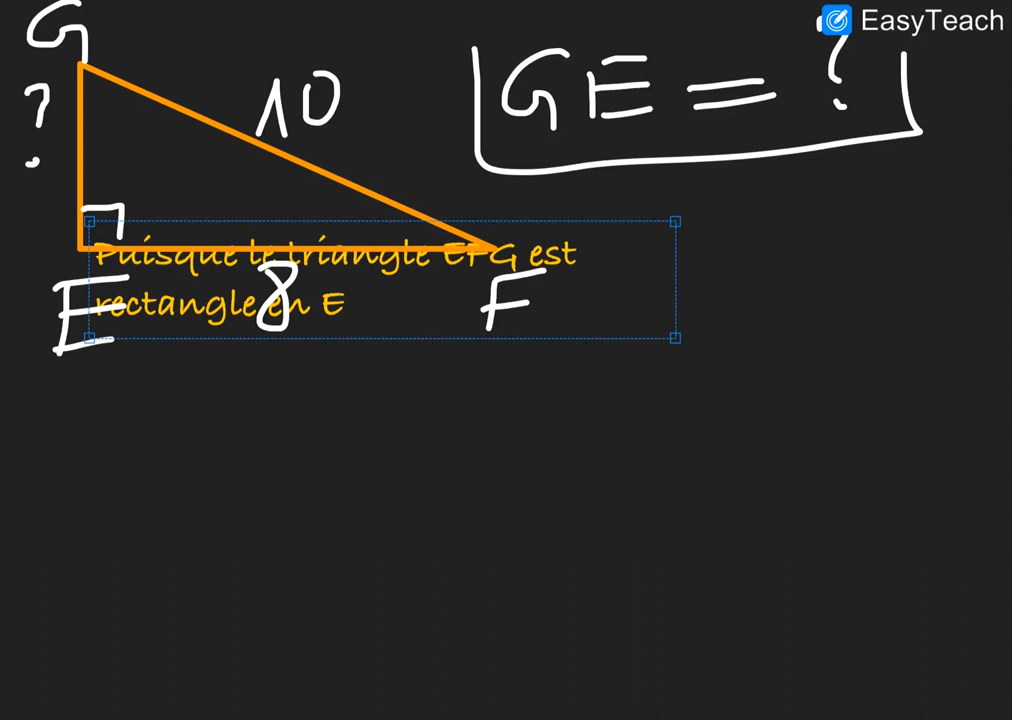 EasyTeach
G
GE = ?
?
10
Puisque le triangle EFG est
rectangle en E
E
8
F